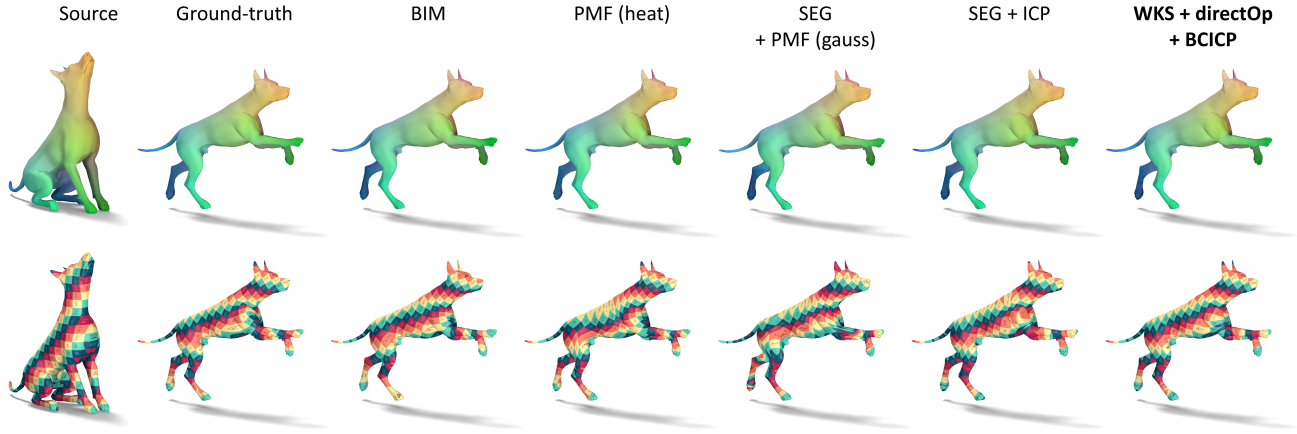 Source
Ground-truth
BIM
PMF (heat)
SEG
+ PMF (gauss)
SEG + ICP
WKS + directOp
+ BCICP